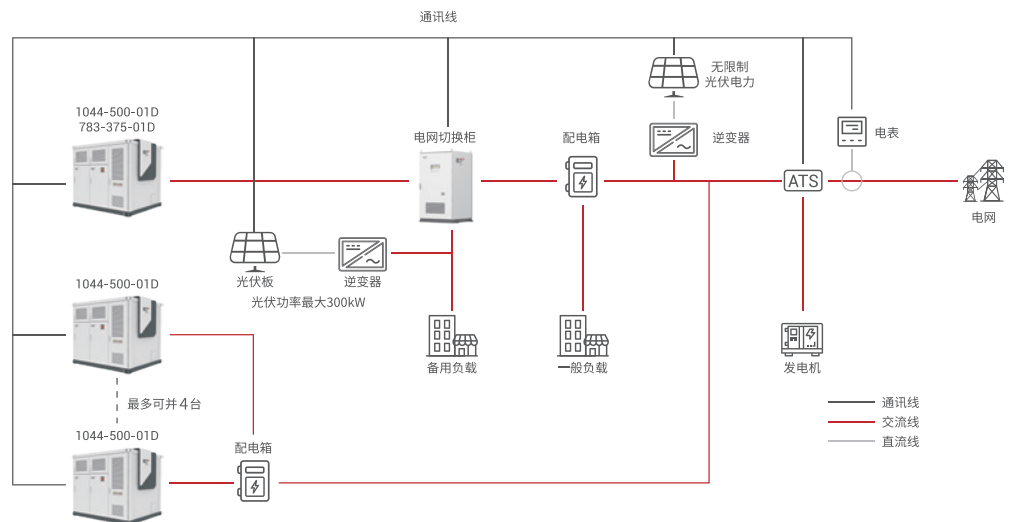 通讯线
无限制
光伏电力
1044-500-01D
783-375-01D
电网切换柜
配电箱
逆变器
电表
ATS
电网
光伏板
逆变器
光伏功率最大300kW
1044-500-01D
备用负载
一般负载
发电机
最多可并4台
通讯线
交流线
直流线
1044-500-01D
配电箱